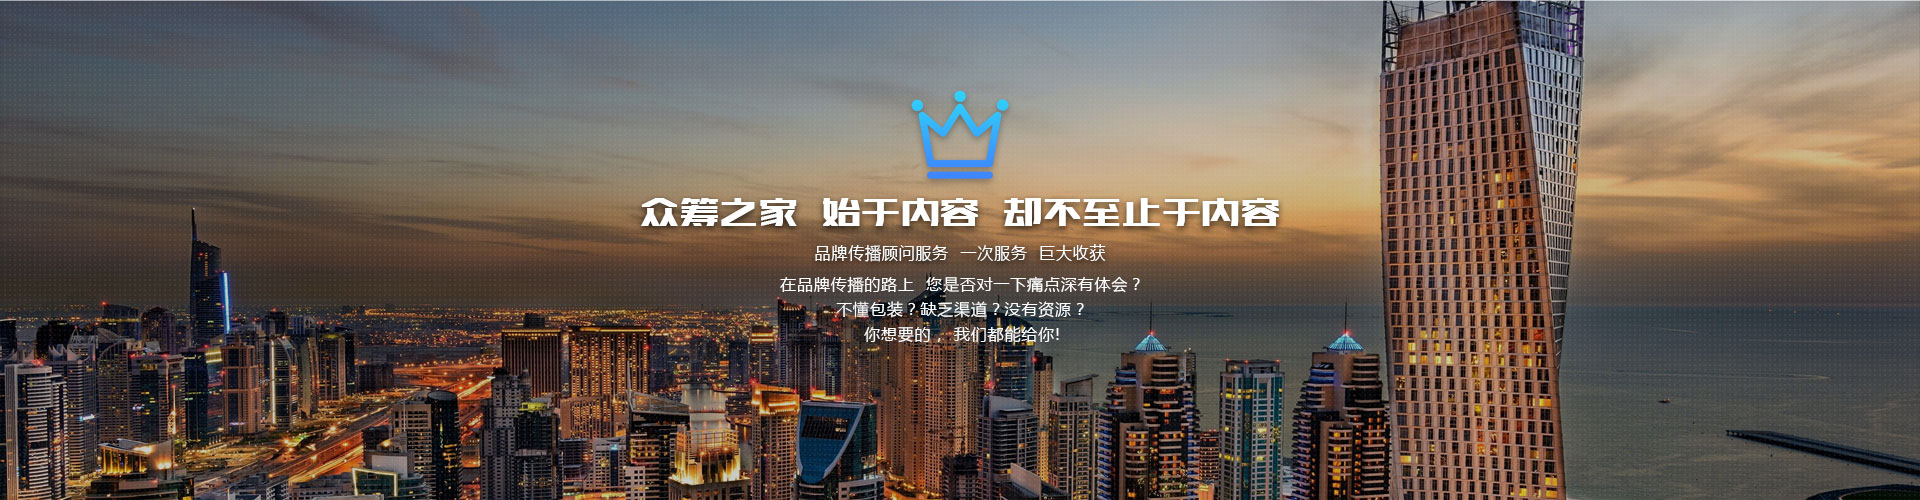 众筹之家 始于内容 却不至止于内容
品牌传播顾问服务 一次服务 巨大收获
在品牌传播的路上 您是否对一下痛点深有体会？
不懂包装？缺乏渠道？没有资源？
你想要的， 我们都能给你!